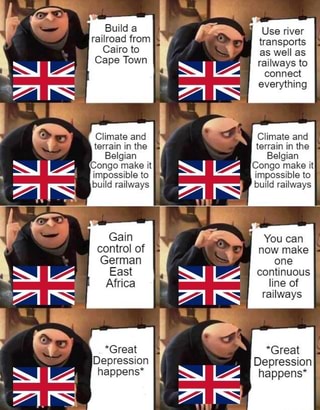 Build a
railroad from
Cairo to
Cape Town
Use river
transports
as well as
railways to
connect
everything
Climate and
terrain in the
Belgian
Congo make it
impossible to
build railways
Climate and
terrain in the
Belgian
Congo make it
impossible to
build railways
Gain
control of
German
East
Africa
You can
now make
one
continuous
line of
railways
*Great
Depression
happens*
*Great
Depression
happens*